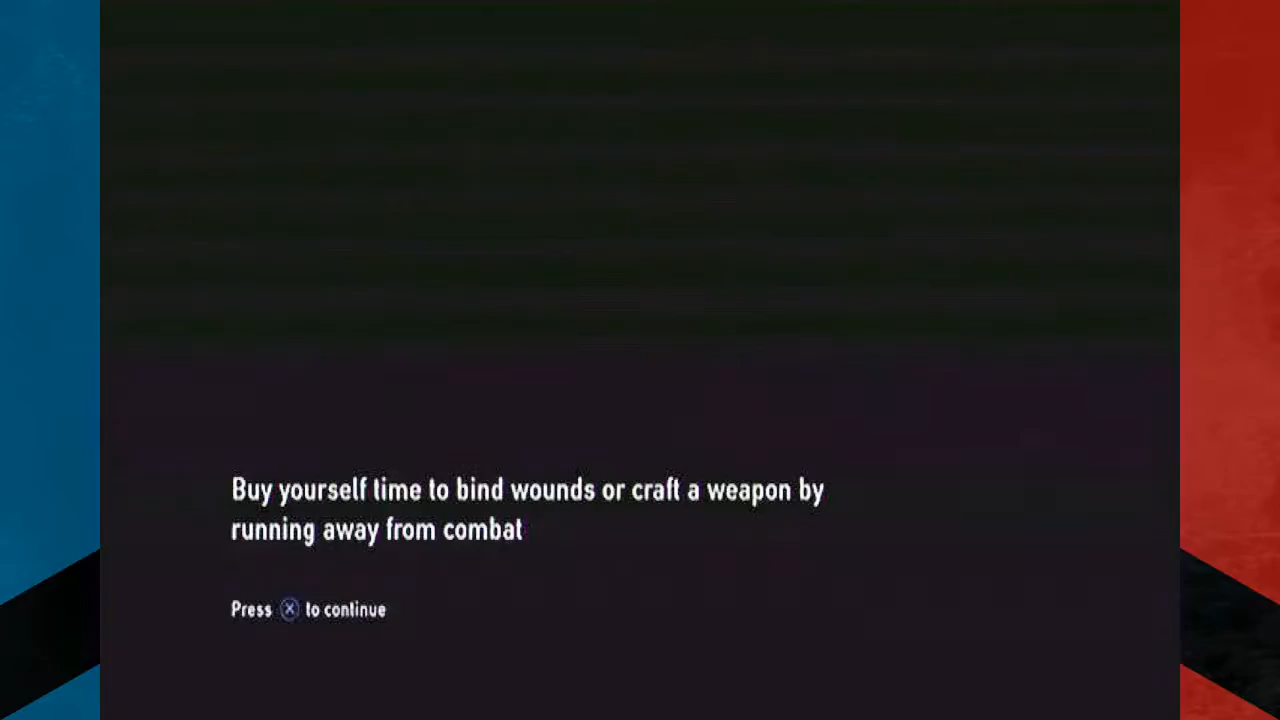 Buy yourself time to bind wounds or craft a weapon by
running away from combat
Press Ⓧ to continue